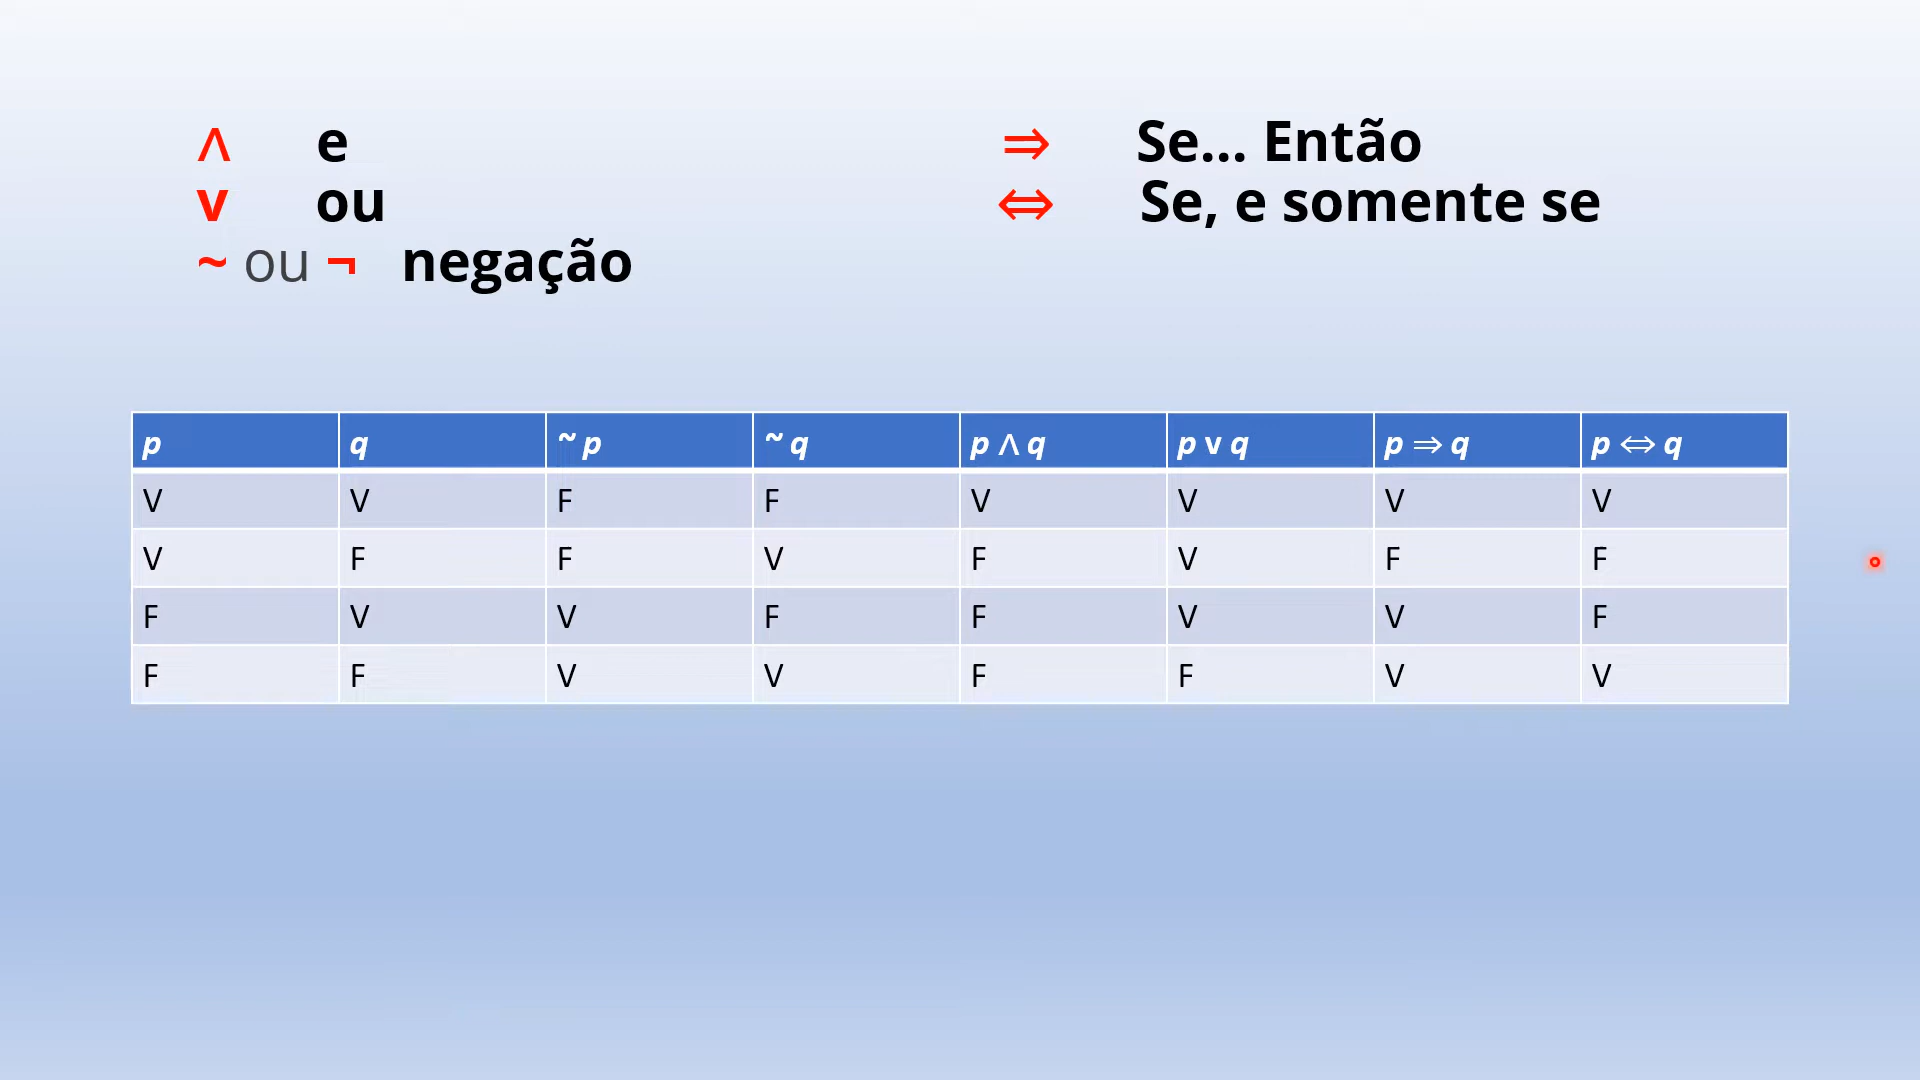 ∧ e
v ou
~ ou ¬ negação
⇒ Se... Então
⇔ Se, e somente se
p q ~ p ~ q p ∧ q p v q p ⇒ q p ⇔ q
V V F F V V V V
V F F V F V F F
F V V F F V V F
F F V V F F V V